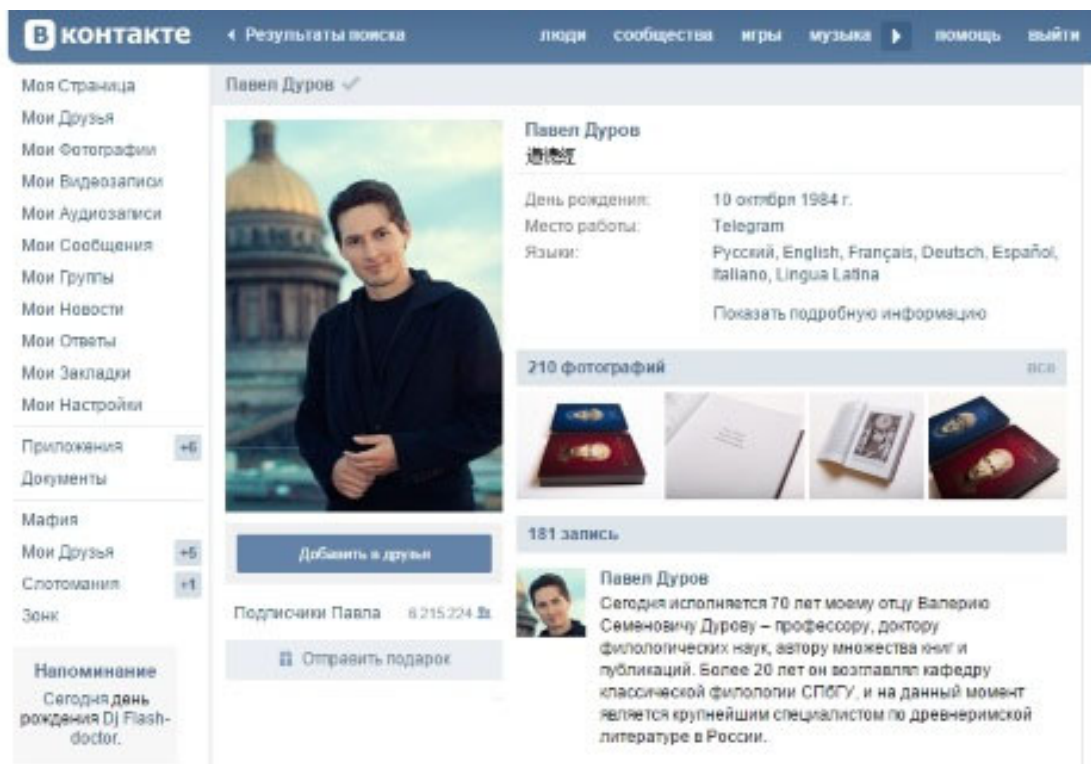 В контакте
Результаты поиска
люди сообщества игры музыка помощь выйти
Моя Страница
Мои Друзья
Мои Фотографии
Мои Видеозаписи
Мои Аудиозаписи
Мои Сообщения
Мои Группы
Мои Новости
Мои Ответы
Мои Закладки
Мои Настройки
Приложения +6
Документы
Мафия
Мои Друзья +5
Слотомания +1
Зонк
Напоминание
Сегодня день
рождения Dj Flash-
doctor.
Павел Дуров
Добавить в друзья
Подписчики Павла 6 215 224
Отправить подарок
Павел Дуров
道德經
День рождения: 10 октября 1984 г.
Место работы: Telegram
Языки: Русский, English, Français, Deutsch, Español,
Italiano, Lingua Latina
Показать подробную информацию
210 фотографий все
181 запись
Павел Дуров
Сегодня исполняется 70 лет моему отцу Валерию
Семеновичу Дурову – профессору, доктору
филологических наук, автору множества книг и
публикаций. Более 20 лет он возглавлял кафедру
классической филологии СПбГУ, и на данный момент
является крупнейшим специалистом по древнеримской
литературе в России.